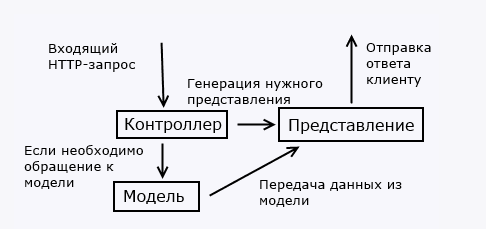 Входящий
HTTP-запрос
Отправка
ответа
клиенту
Генерация нужного
представления
Контроллер
Представление
Если необходимо
обращение к
модели
Модель
Передача данных из
модели